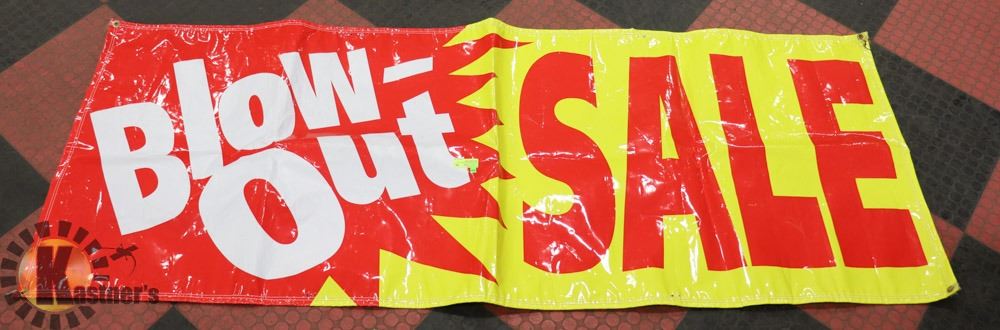 Blow-
Out
SALE
Kastner's